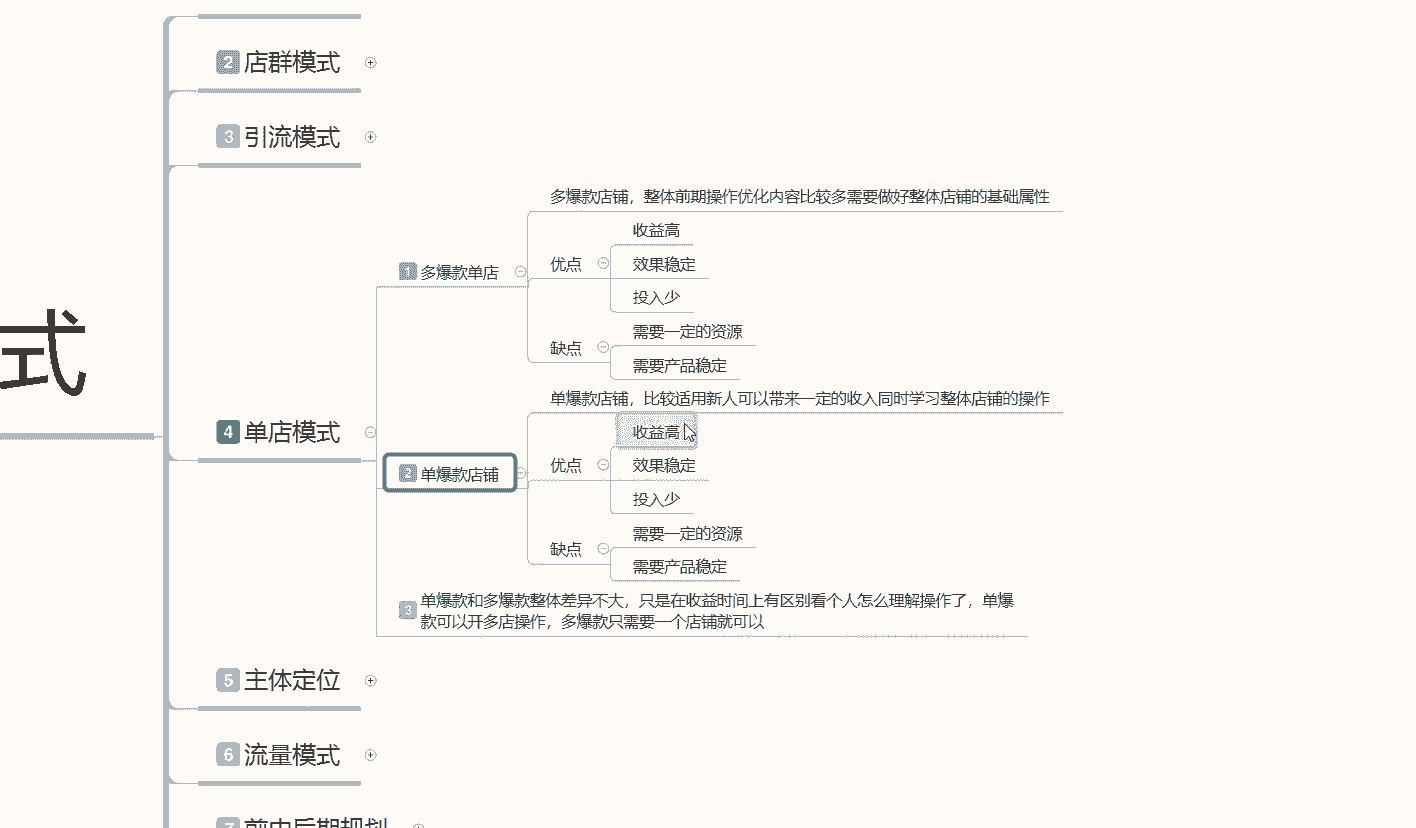 式
2 店群模式
3 引流模式
4 单店模式
1 多爆款单店
多爆款店铺，整体前期操作优化内容比较多需要做好整体店铺的基础属性
优点
收益高
效果稳定
投入少
缺点
需要一定的资源
需要产品稳定
2 单爆款店铺
单爆款店铺，比较适用新人可以带来一定的收入同时学习整体店铺的操作
优点
收益高
效果稳定
投入少
缺点
需要一定的资源
需要产品稳定
3 单爆款和多爆款整体差异不大，只是在收益时间上有区别看个人怎么理解操作了，单爆
款可以开多店操作，多爆款只需要一个店铺就可以
5 主体定位
6 流量模式
7 前中后期规划